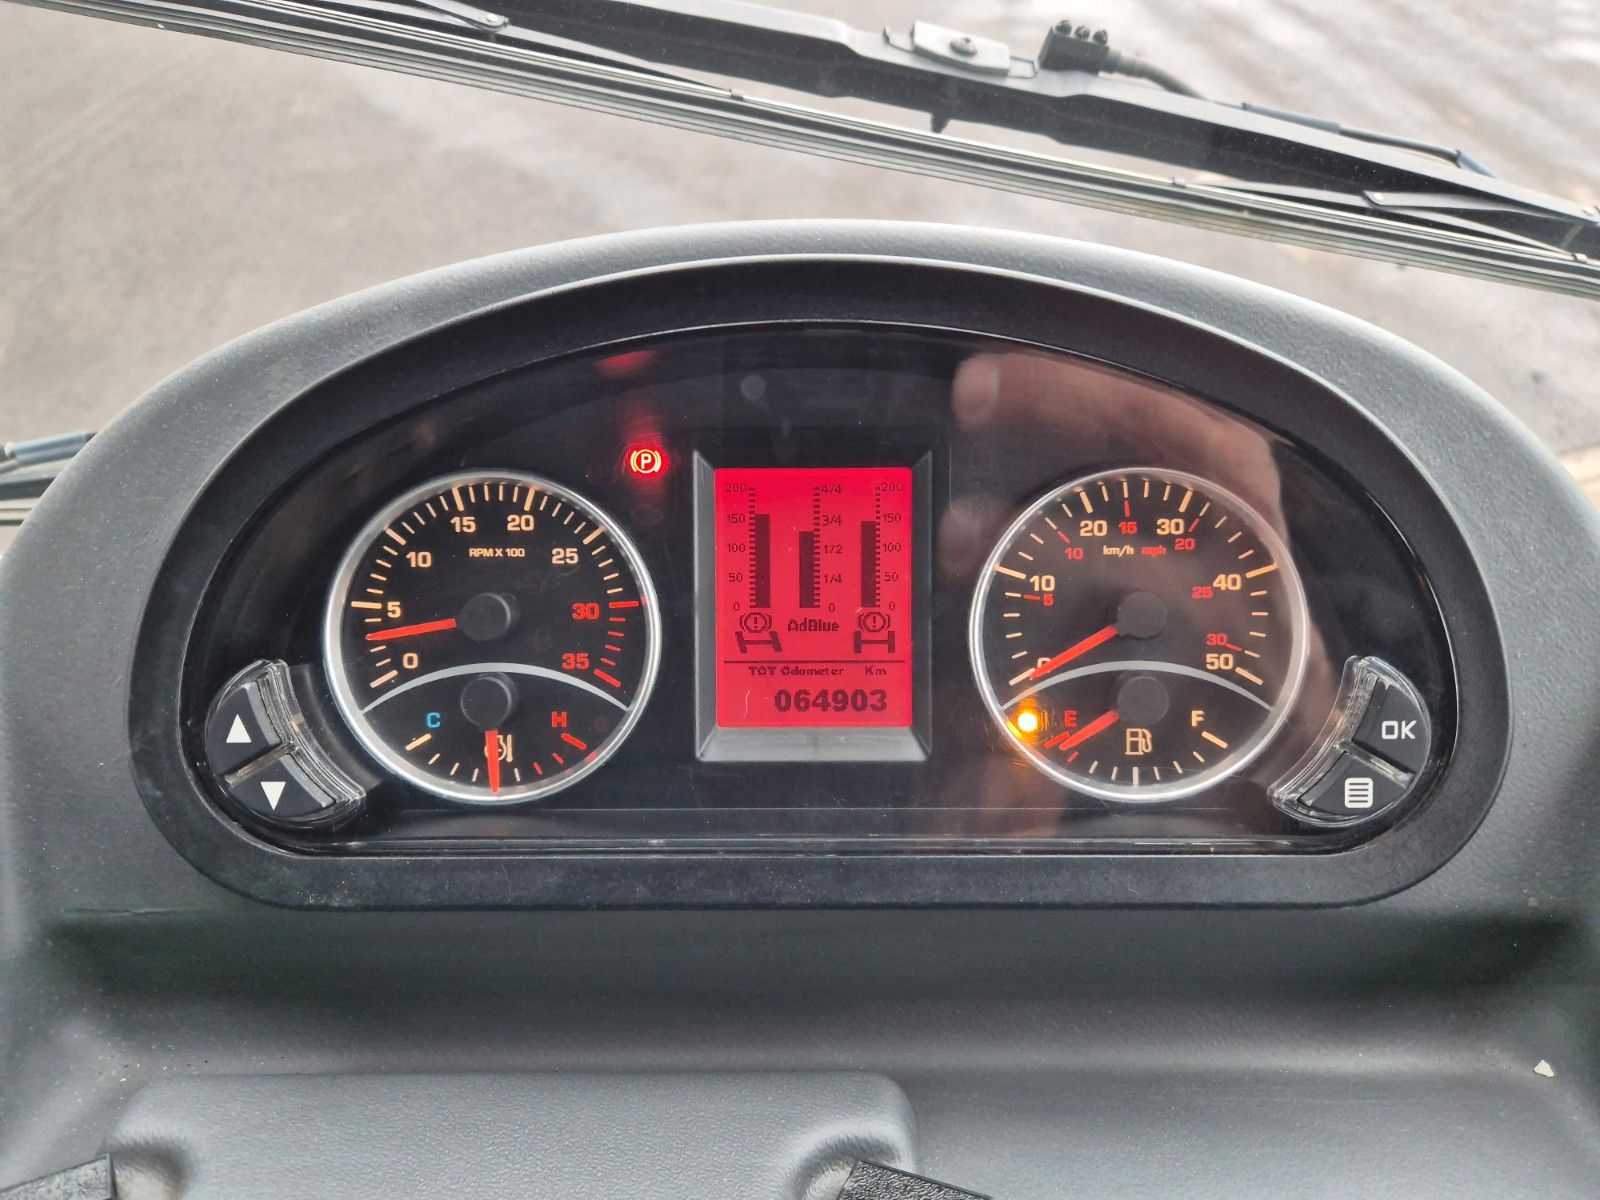 P
15 20
10 25
RPM X 100
5 30
0 35
C H
200 4/4 200
150 3/4 150
100 1/2 100
50 1/4 50
0 0 0
AdBlue
TOT Odometer Km
064903
20 15 30
10 km/h mph 20
10 5 25 40
0 30 50
E F
OK